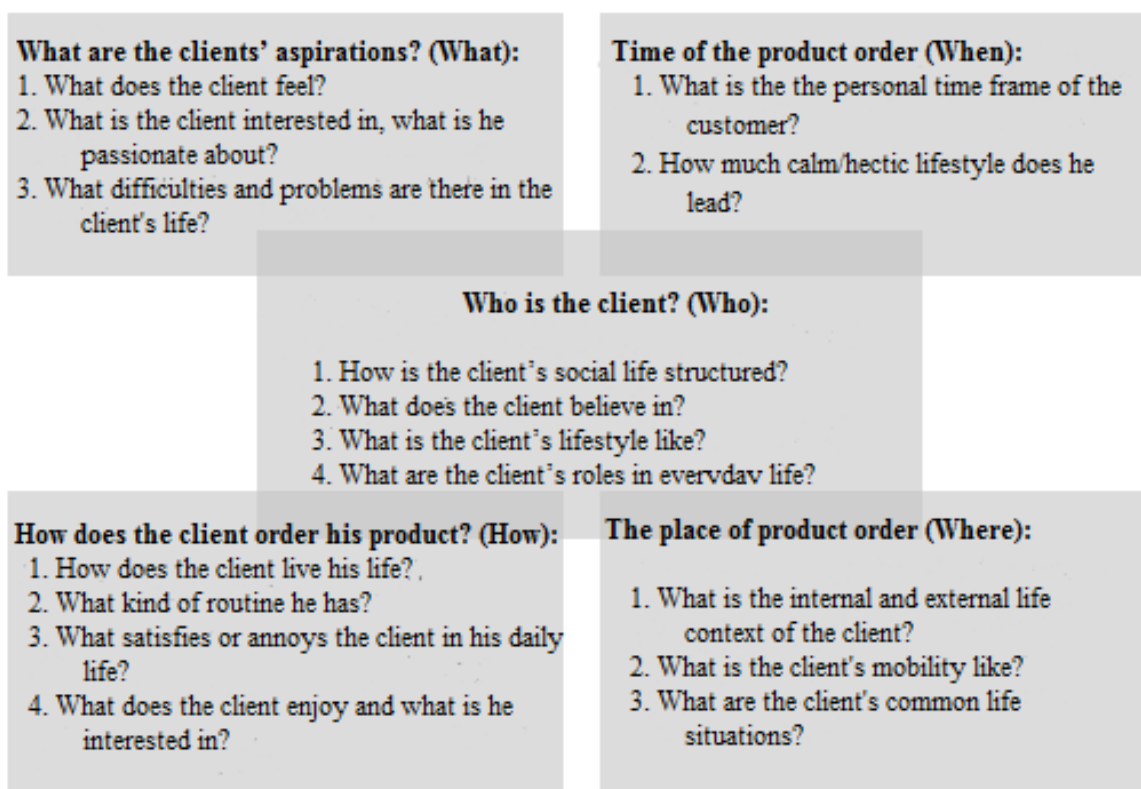 What are the clients’ aspirations? (What):
1. What does the client feel?
2. What is the client interested in, what is he
passionate about?
3. What difficulties and problems are there in the
client's life?
Time of the product order (When):
1. What is the the personal time frame of the
customer?
2. How much calm/hectic lifestyle does he
lead?
Who is the client? (Who):
1. How is the client’s social life structured?
2. What does the client believe in?
3. What is the client’s lifestyle like?
4. What are the client’s roles in everyday life?
How does the client order his product? (How):
1. How does the client live his life?
2. What kind of routine he has?
3. What satisfies or annoys the client in his daily
life?
4. What does the client enjoy and what is he
interested in?
The place of product order (Where):
1. What is the internal and external life
context of the client?
2. What is the client's mobility like?
3. What are the client's common life
situations?